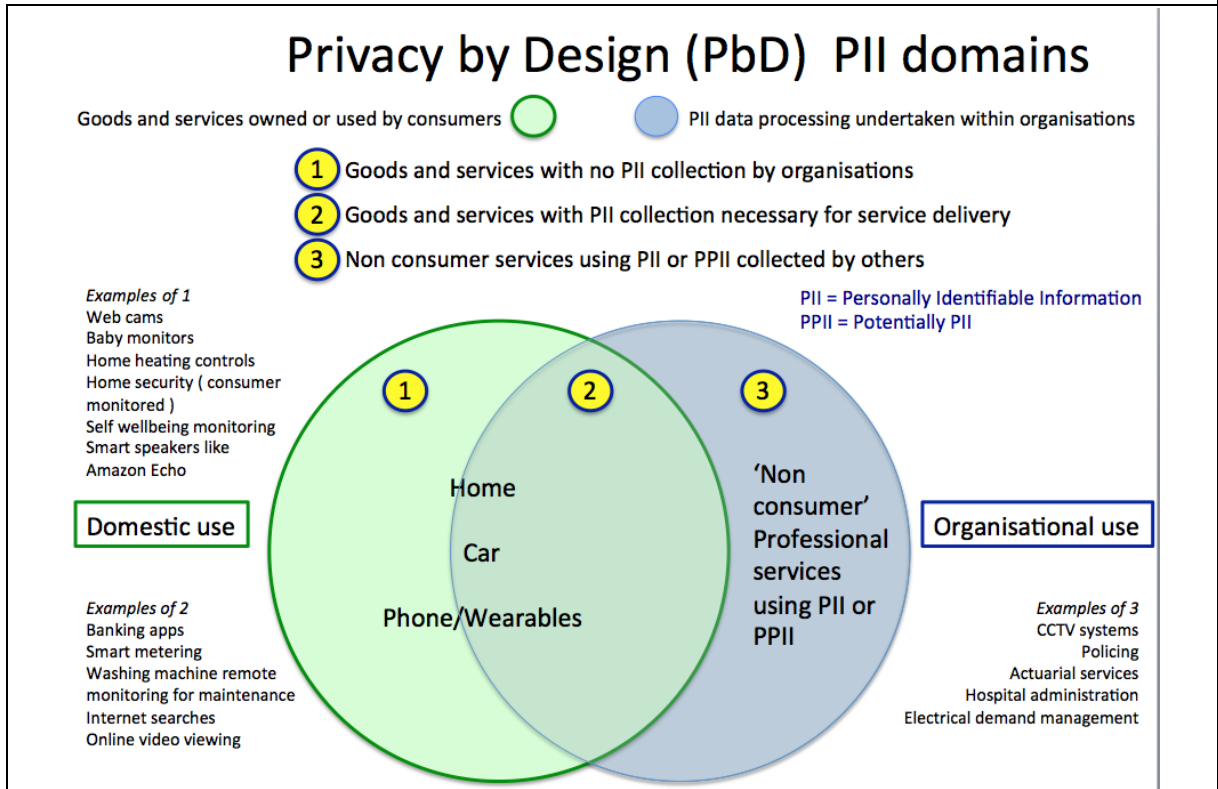 Privacy by Design (PbD) PII domains
Goods and services owned or used by consumers
PII data processing undertaken within organisations
1 Goods and services with no PII collection by organisations
2 Goods and services with PII collection necessary for service delivery
3 Non consumer services using PII or PPII collected by others
PII = Personally Identifiable Information
PPII = Potentially PII
Examples of 1
Web cams
Baby monitors
Home heating controls
Home security ( consumer
monitored )
Self wellbeing monitoring
Smart speakers like
Amazon Echo
1
2
3
Home
Car
Phone/Wearables
‘Non
consumer’
Professional
services
using PII or
PPII
Domestic use
Organisational use
Examples of 2
Banking apps
Smart metering
Washing machine remote
monitoring for maintenance
Internet searches
Online video viewing
Examples of 3
CCTV systems
Policing
Actuarial services
Hospital administration
Electrical demand management